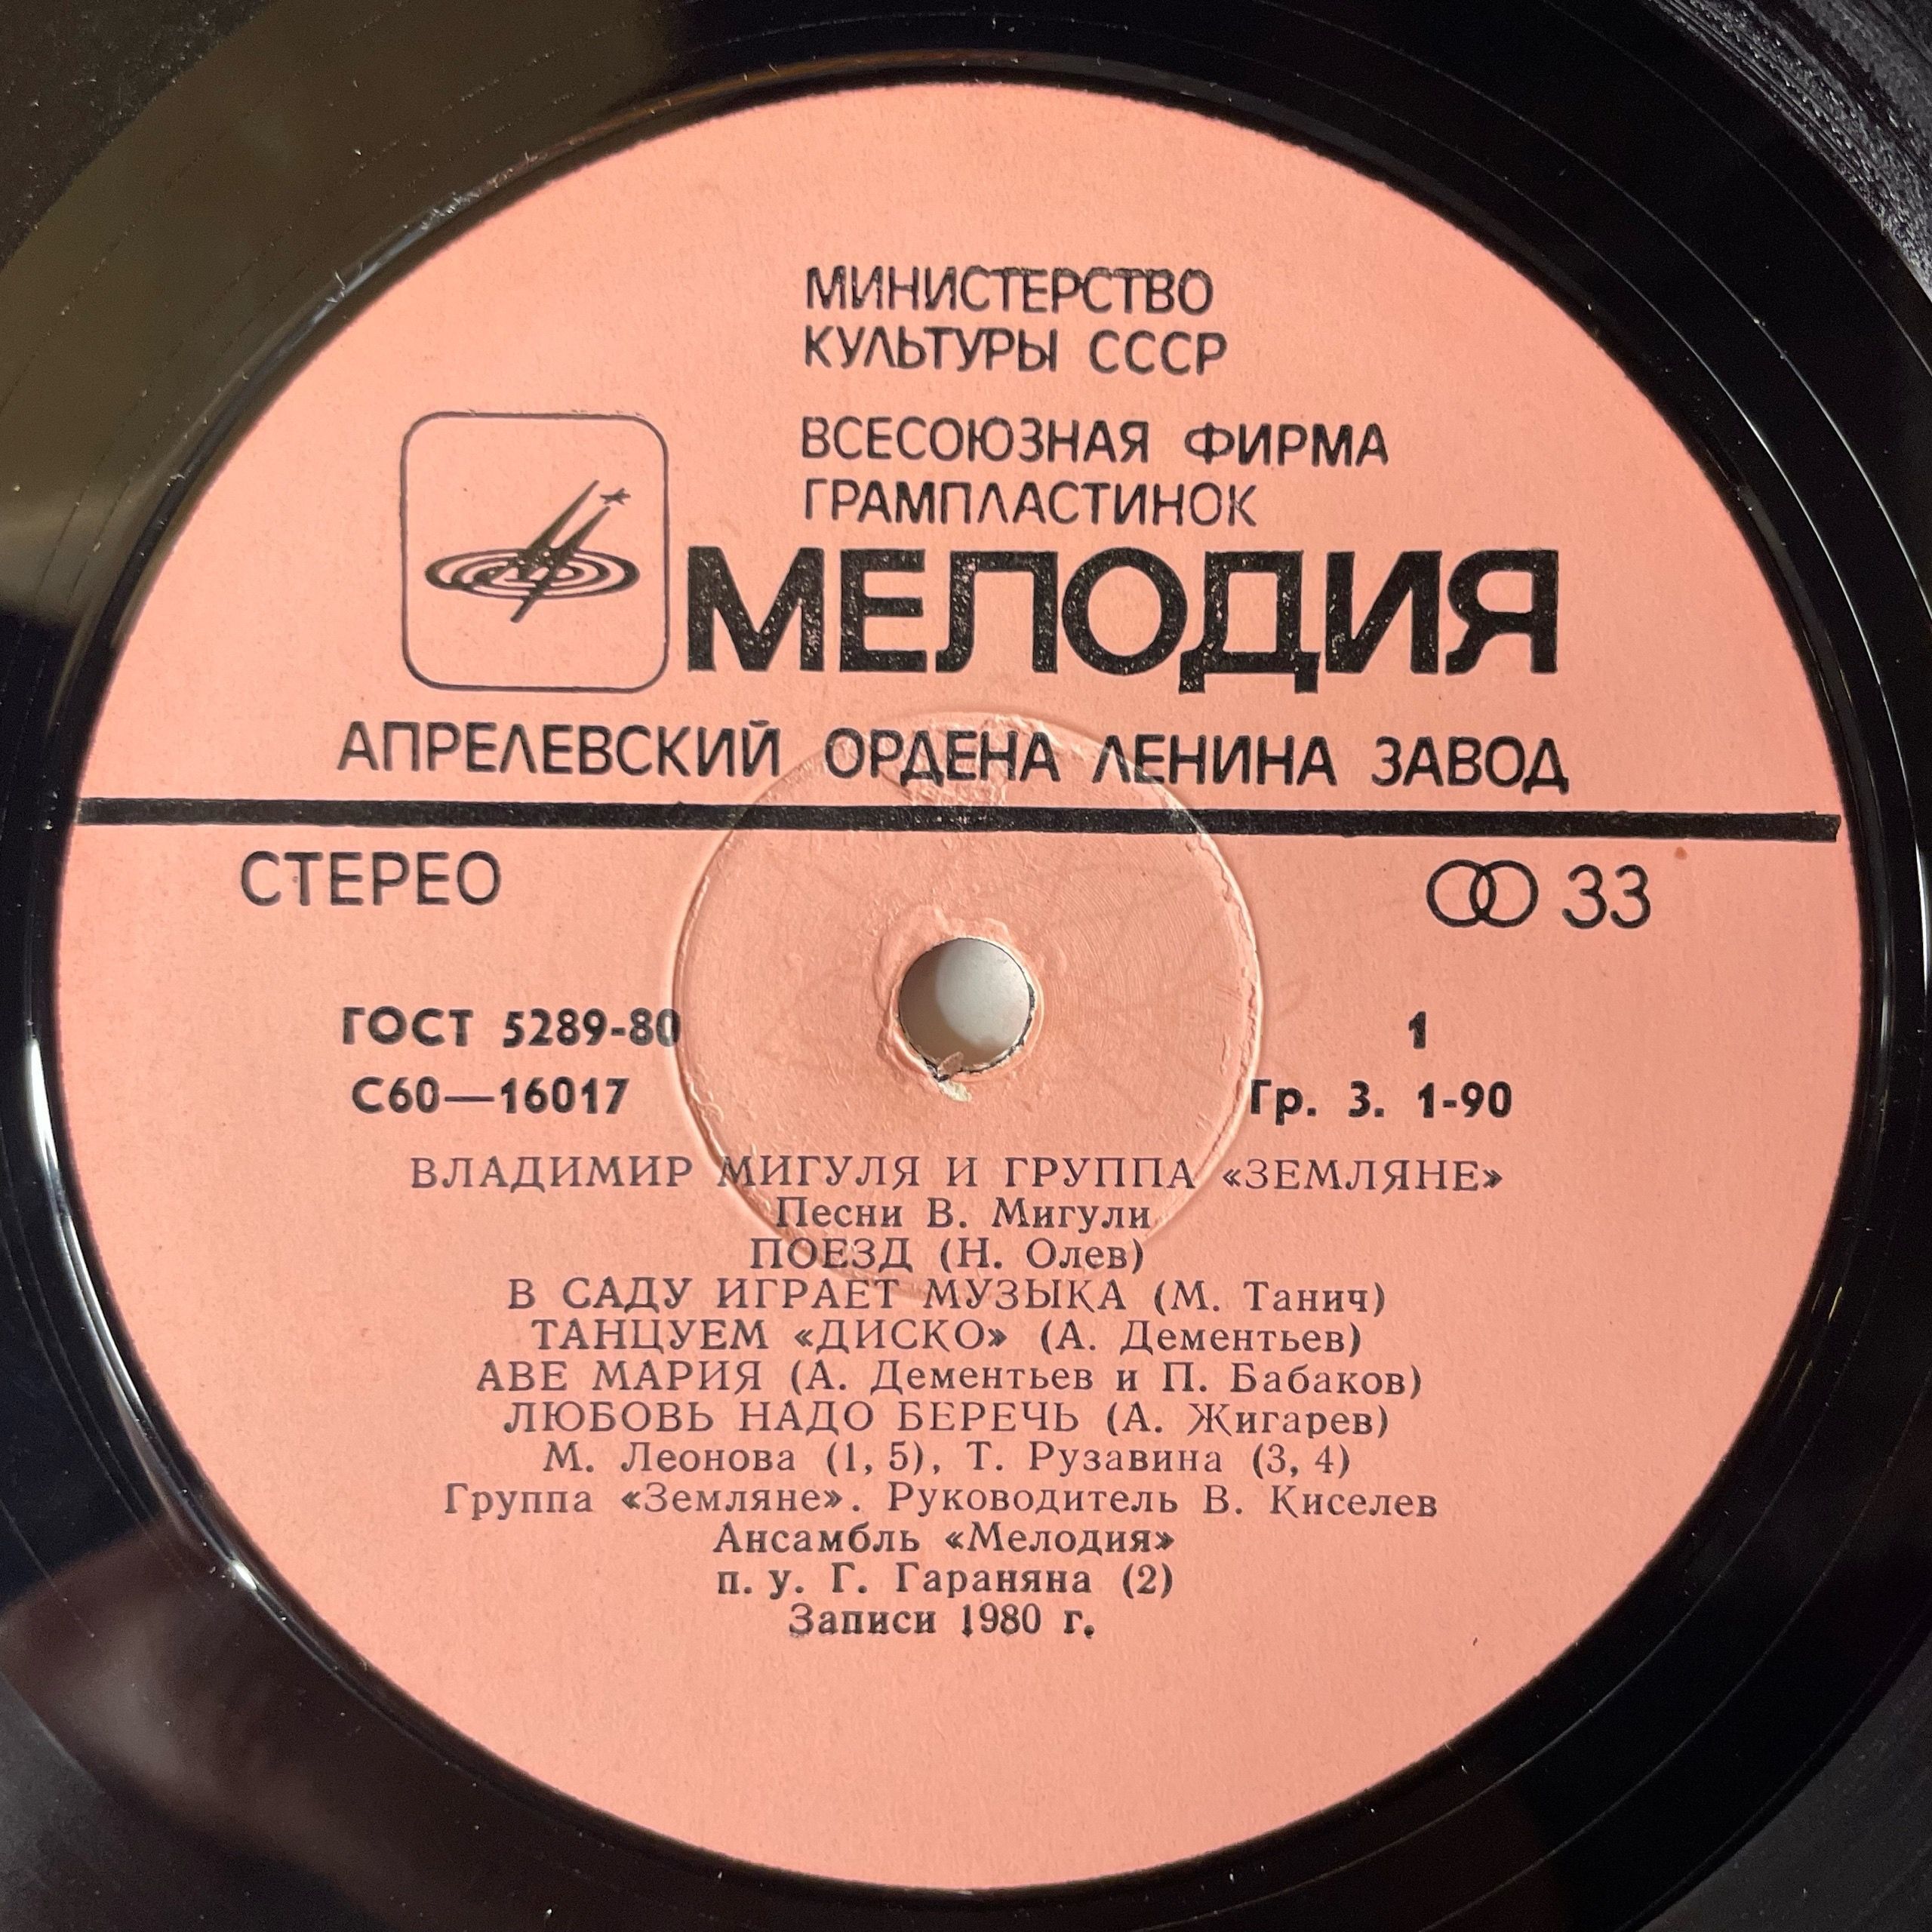 МИНИСТЕРСТВО
КУЛЬТУРЫ СССР
ВСЕСОЮЗНАЯ ФИРМА
ГРАМПЛАСТИНОК
МЕЛОДИЯ
АПРЕЛЕВСКИЙ ОРДЕНА ЛЕНИНА ЗАВОД
СТЕРЕО 33
ГОСТ 5289-80 1
С60—16017 Гр. 3. 1-90
ВЛАДИМИР МИГУЛЯ И ГРУППА «ЗЕМЛЯНЕ»
Песни В. Мигули
ПОЕЗД (Н. Олев)
В САДУ ИГРАЕТ МУЗЫКА (М. Танич)
ТАНЦУЕМ «ДИСКО» (А. Дементьев)
АВЕ МАРИЯ (А. Дементьев и П. Бабаков)
ЛЮБОВЬ НАДО БЕРЕЧЬ (А. Жигарев)
М. Леонова (1, 5), Т. Рузавина (3, 4)
Группа «Земляне». Руководитель В. Киселев
Ансамбль «Мелодия»
п. у. Г. Гараняна (2)
Записи 1980 г.